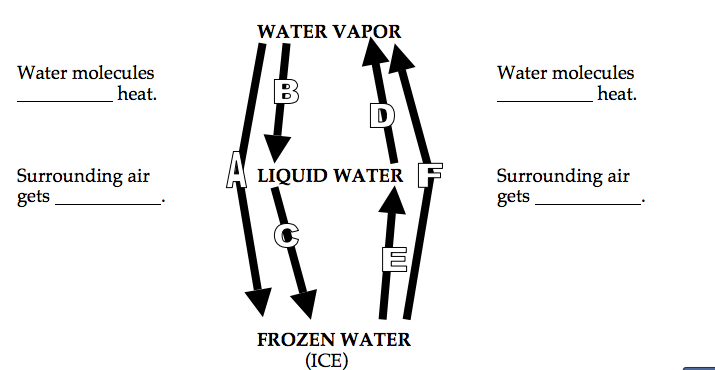 WATER VAPOR
Water molecules
__________ heat.
Surrounding air
gets ___________.
A
B
C
LIQUID WATER
D
E
F
Water molecules
__________ heat.
Surrounding air
gets ___________.
FROZEN WATER
(ICE)